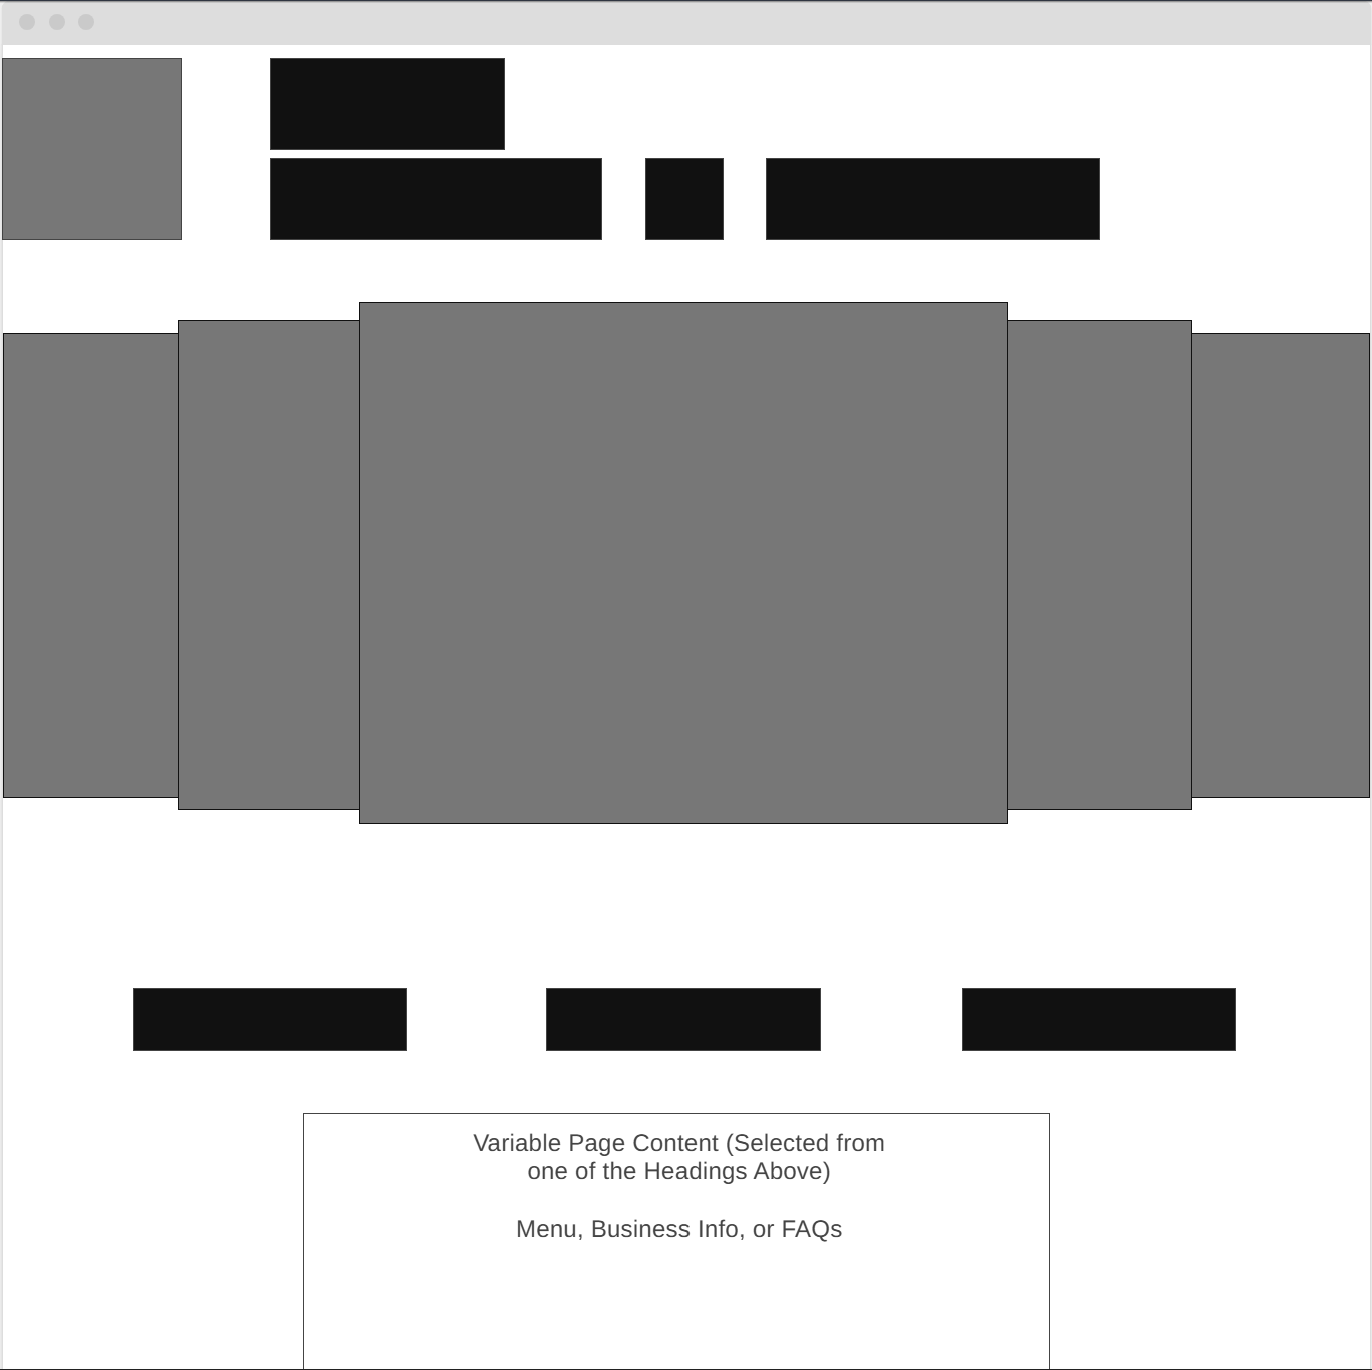 Variable Page Content (Selected from
one of the Headings Above)
Menu, Business Info, or FAQs